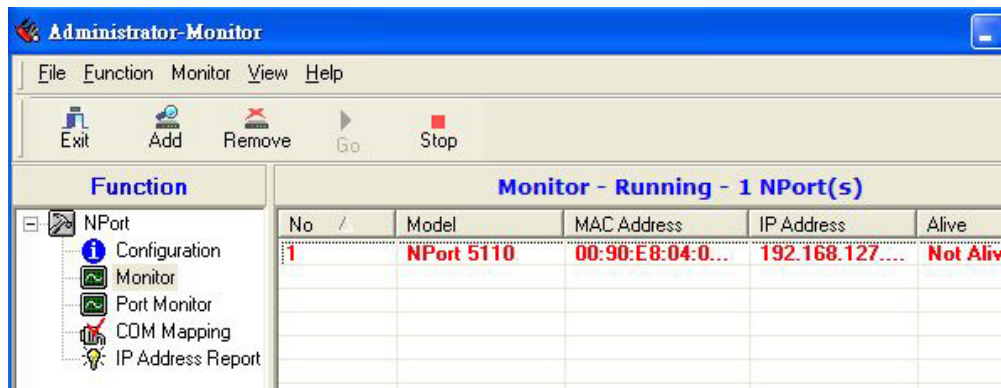 Administrator-Monitor
File Function Monitor View Help
Exit Add Remove Go Stop
Function
Monitor - Running - 1 NPort(s)
NPort
Configuration
Monitor
Port Monitor
COM Mapping
IP Address Report
No Model MAC Address IP Address Alive
1 NPort 5110 00:90:E8:04:0... 192.168.127.... Not Aliv